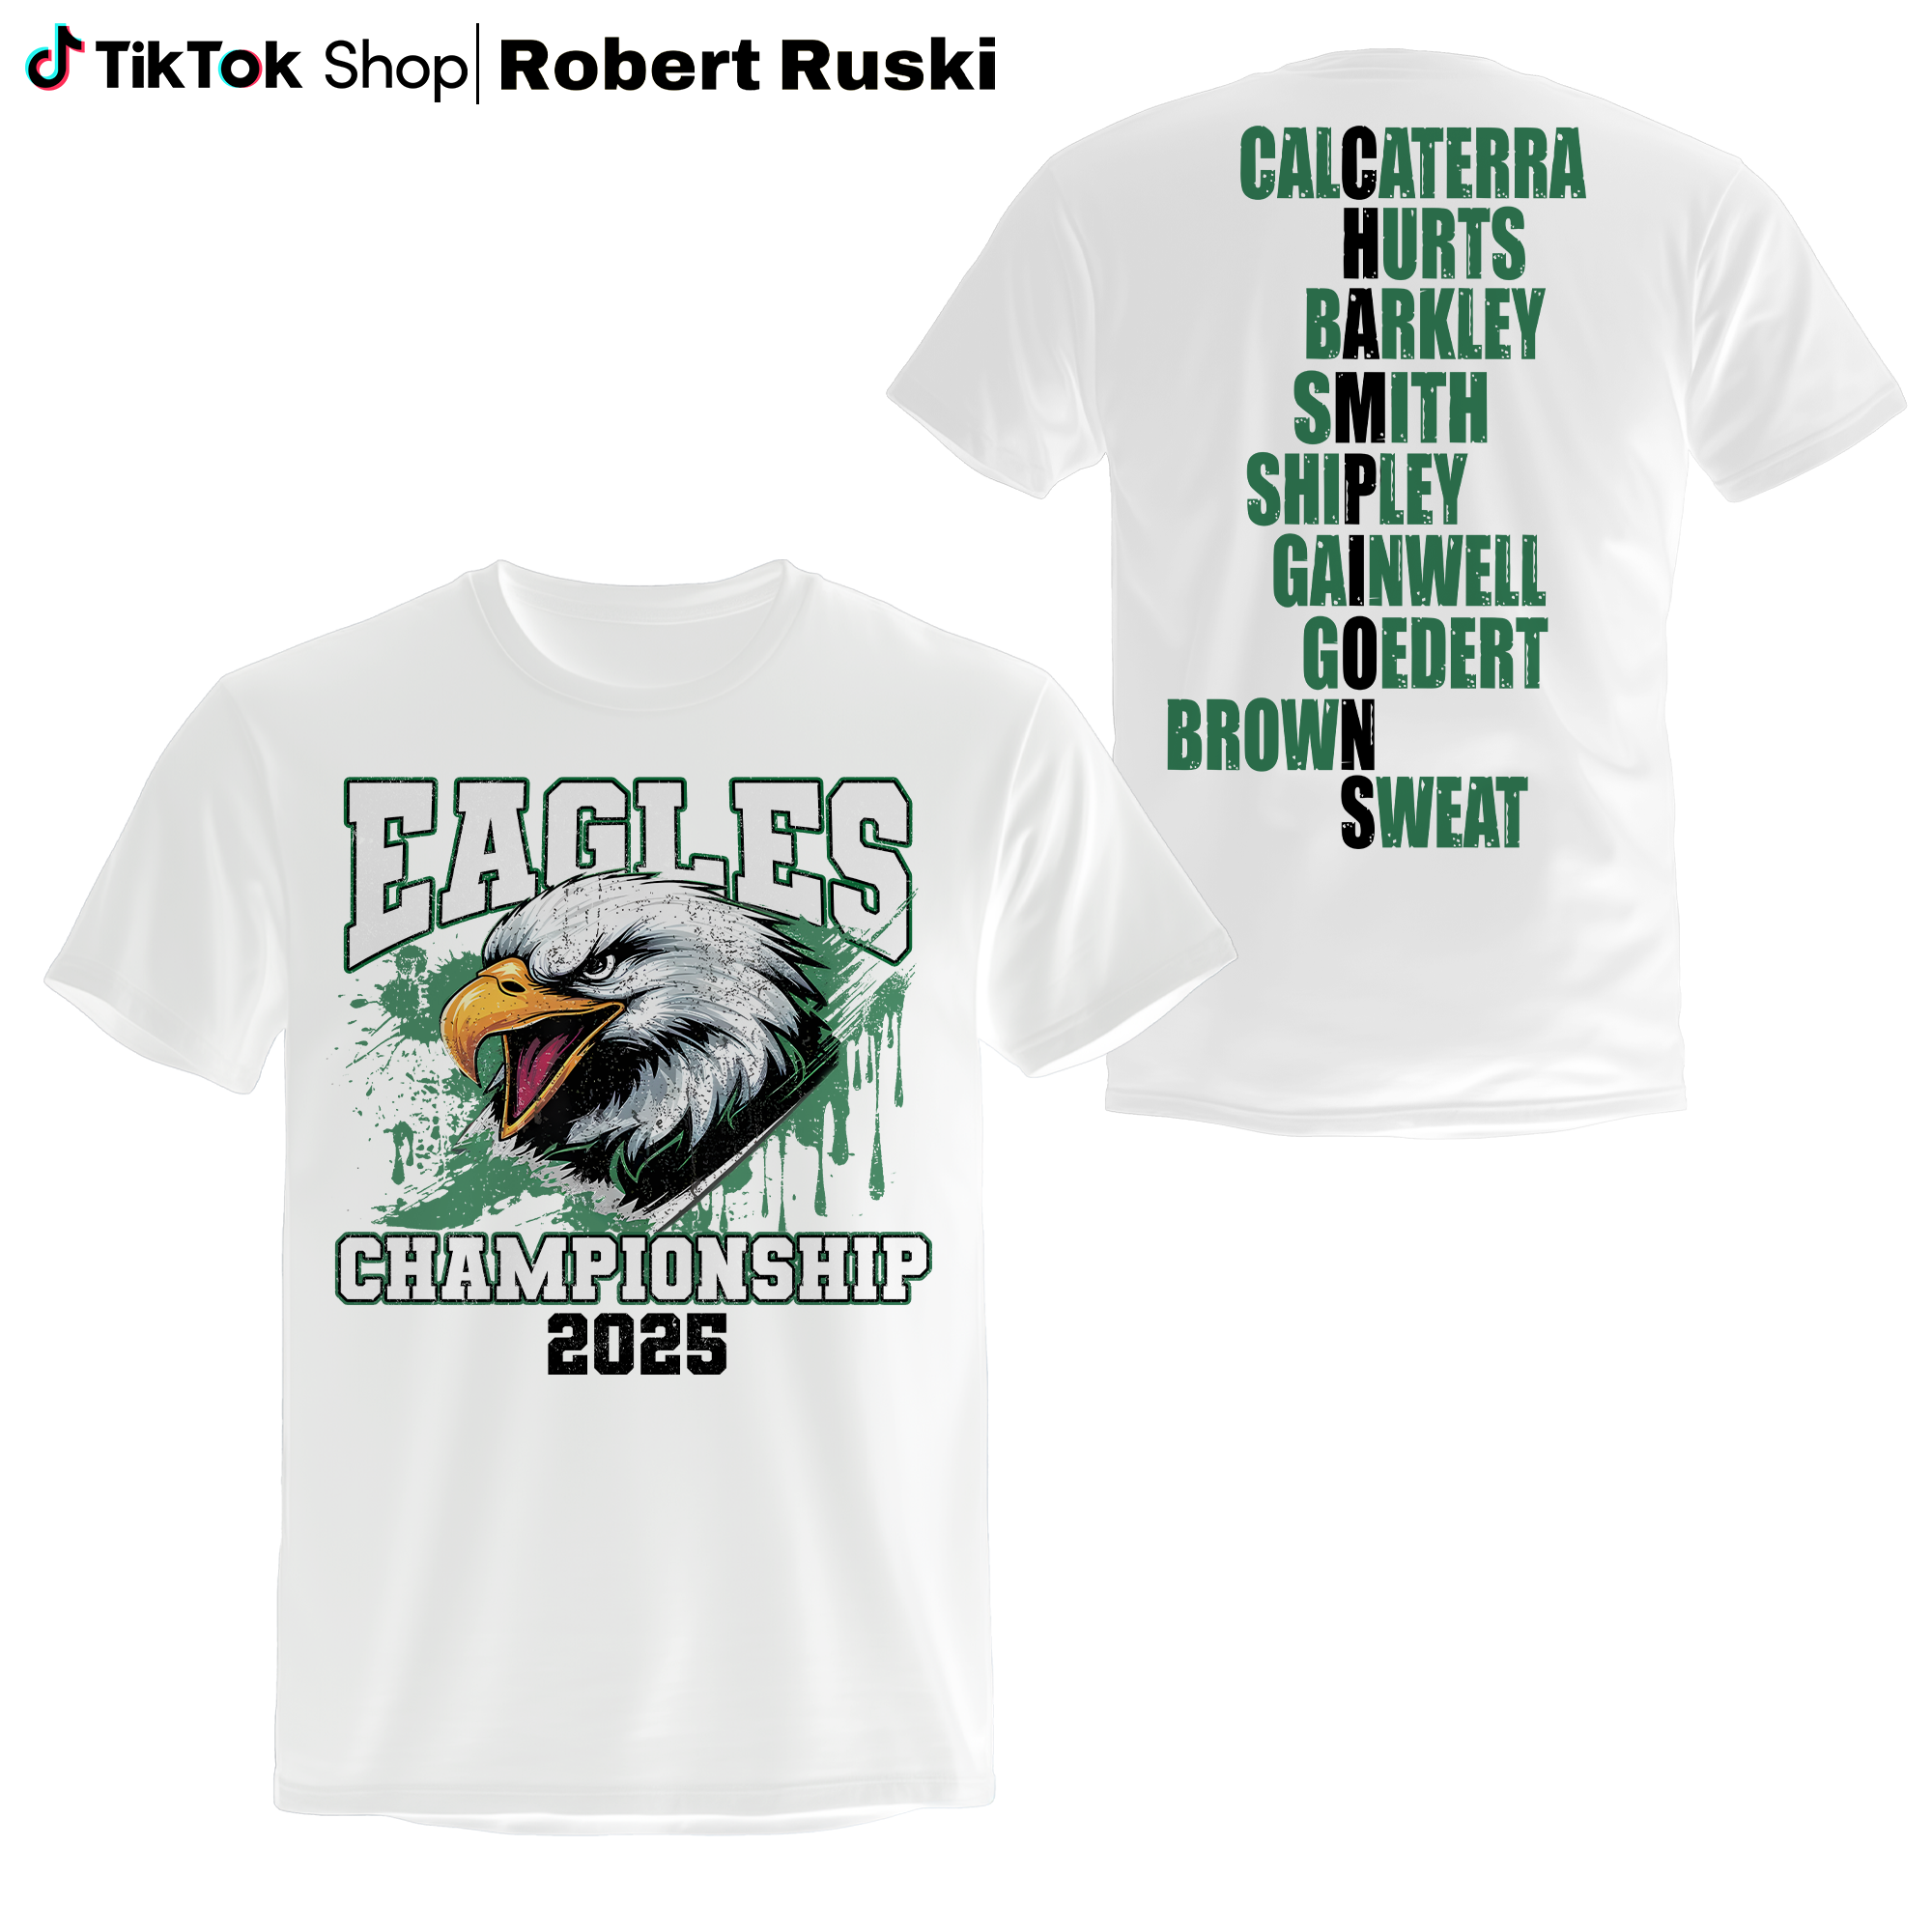 TikTok Shop | Robert Ruski
CALCATERRA
HURTS
BARKLEY
SMITH
SHIPLEY
GAINWELL
GOEDERT
BROWN
SWEAT
EAGLES
CHAMPIONSHIP
2025